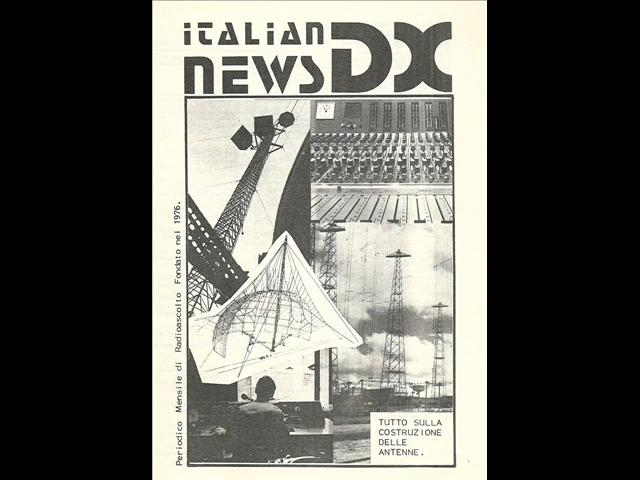 ITALIAN
NEWS DX
Periodico Mensile di Radioascolto Fondato nel 1976.
TUTTO SULLA
COSTRUZIONE
DELLE
ANTENNE.